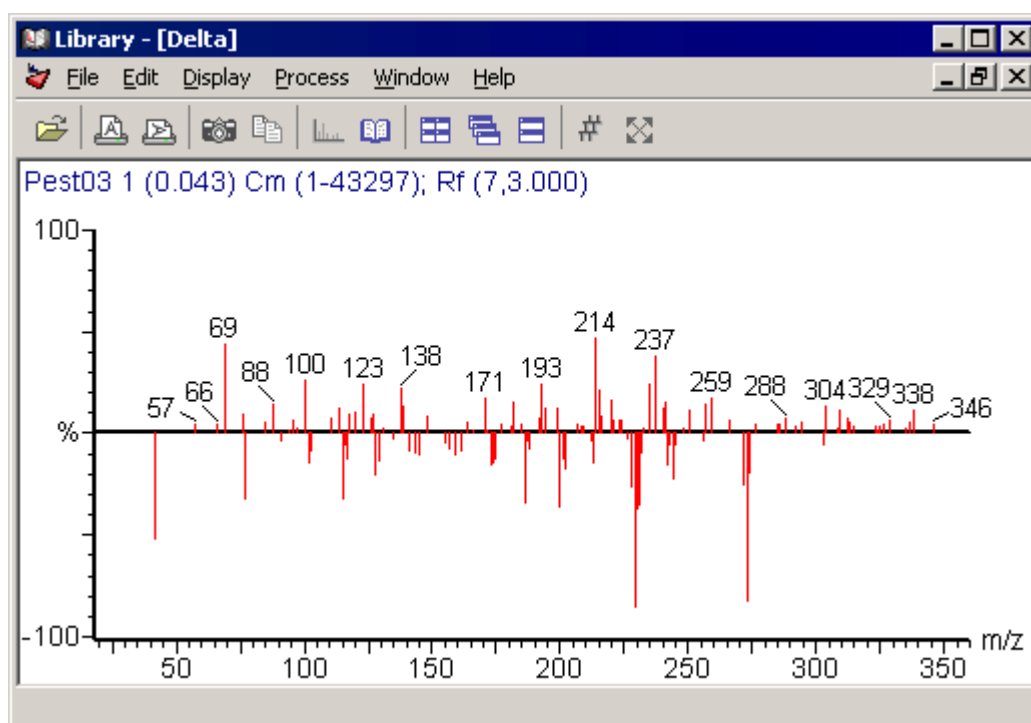 Library - [Delta]
File Edit Display Process Window Help
Pest03 1 (0.043) Cm (1-43297); Rf (7,3.000)
100
69
214
237
88 100 123 138 171 193 259 288 304 329 338
57 66 346
%
-100
50 100 150 200 250 300 350
m/z